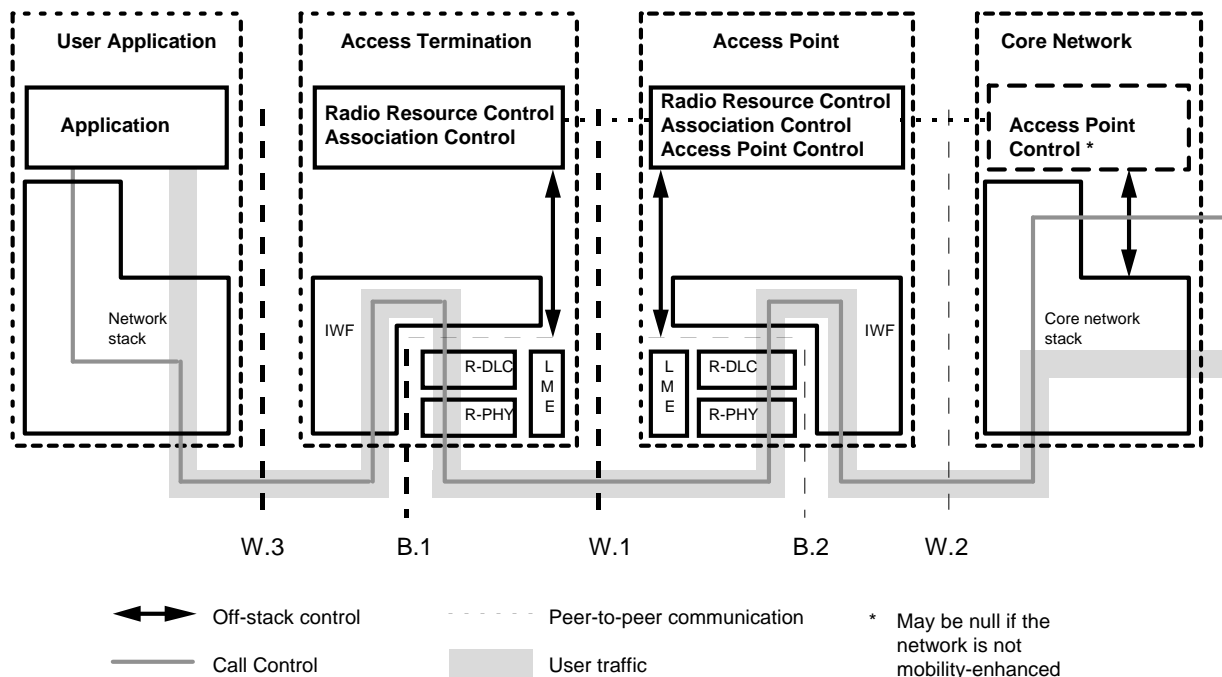 User Application
Access Termination
Access Point
Core Network
Application
Radio Resource Control
Association Control
Radio Resource Control
Association Control
Access Point Control
Access Point
Control *
Network
stack
IWF
R-DLC
R-PHY
L
M
E
L
M
E
R-DLC
R-PHY
IWF
Core network
stack
W.3
B.1
W.1
B.2
W.2
Off-stack control
Peer-to-peer communication
* May be null if the
network is not
mobility-enhanced
Call Control
User traffic